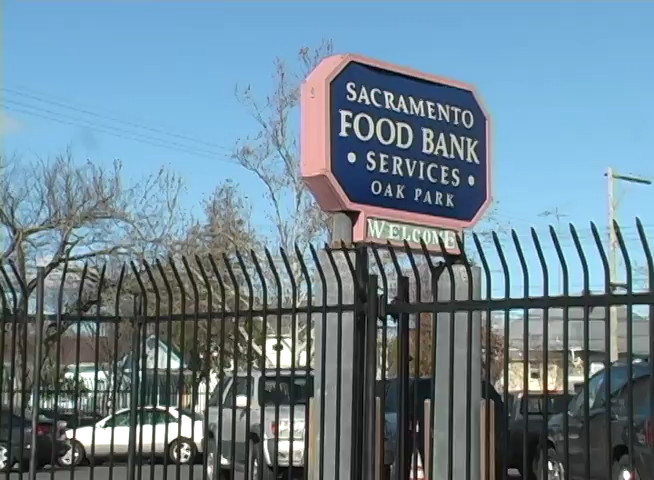 SACRAMENTO
FOOD BANK
• SERVICES •
OAK PARK
WELCOME